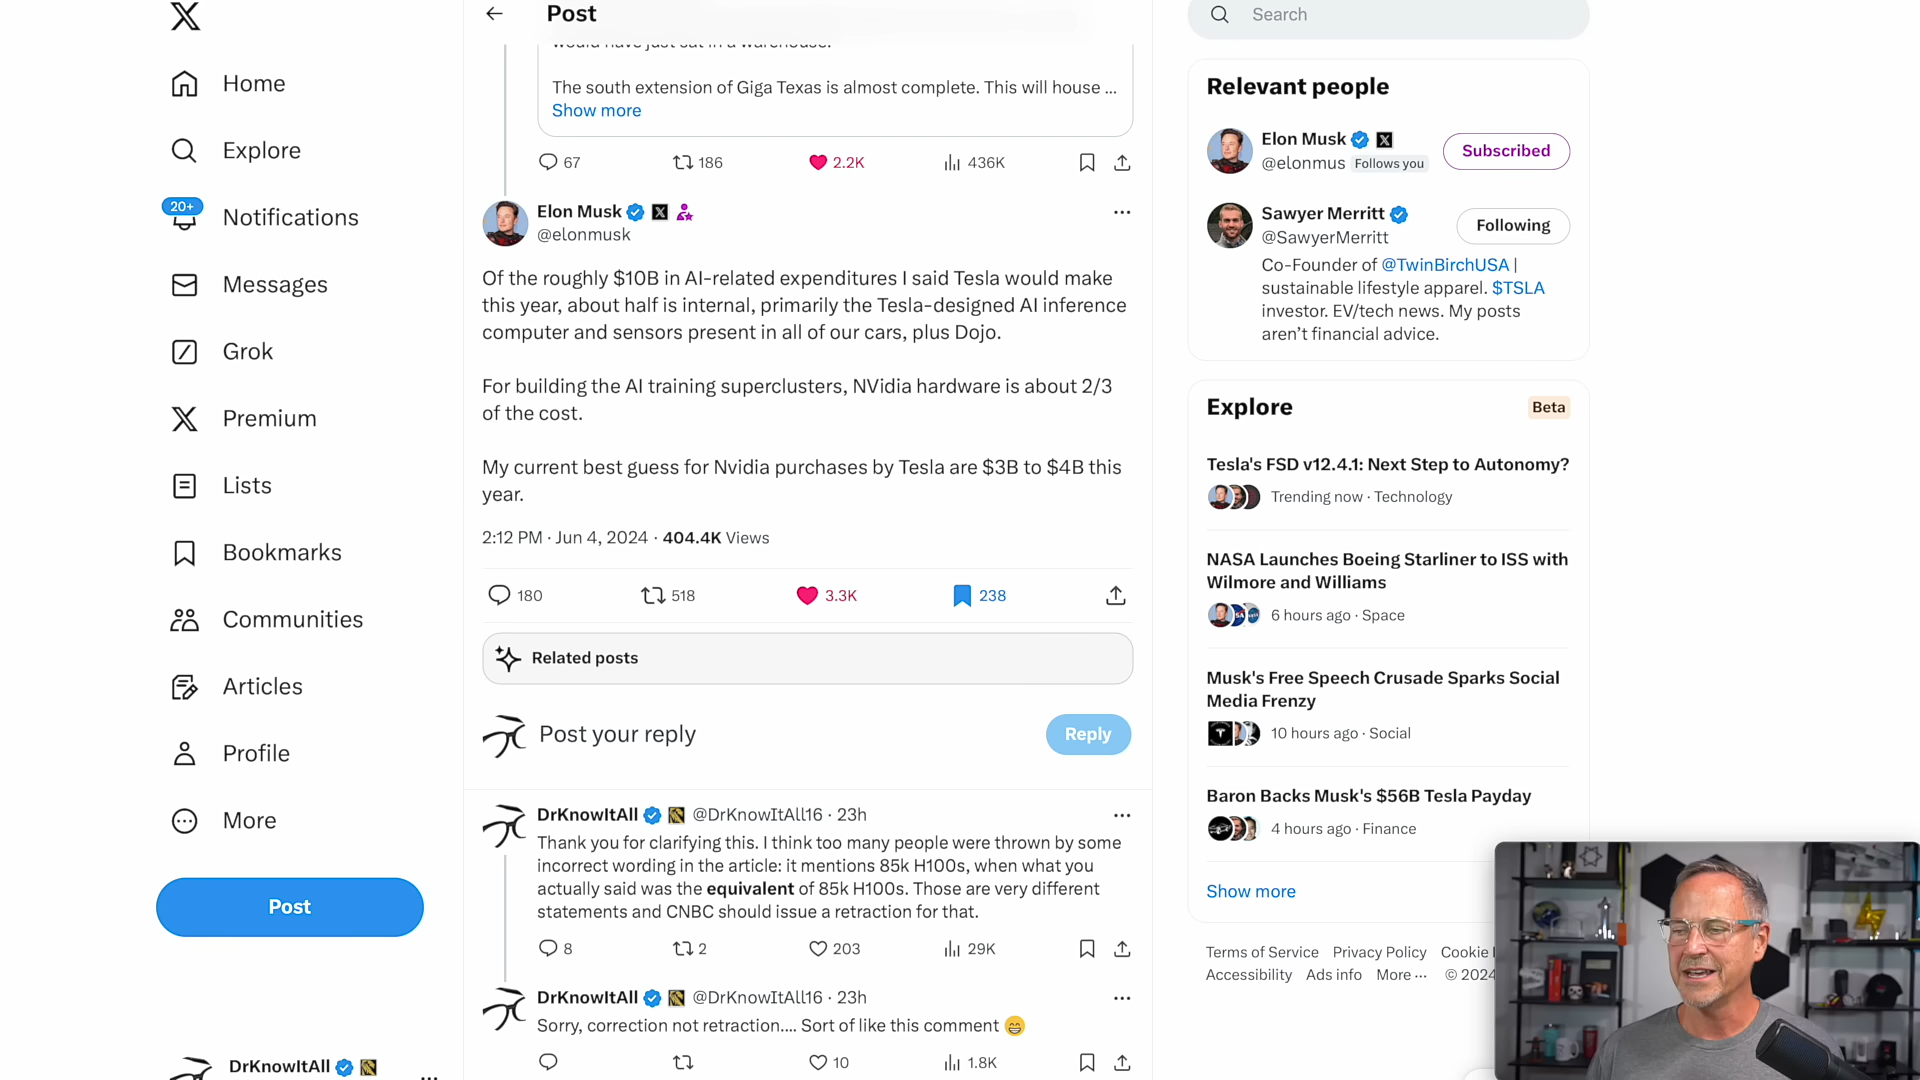 Post
Search
would have just sat in a warehouse.
The south extension of Giga Texas is almost complete. This will house ...
Show more
67
186
2.2K
436K
Home
Explore
20+
Notifications
Messages
Grok
Premium
Lists
Bookmarks
Communities
Articles
Profile
More
Post
DrKnowItAll
Elon Musk
@elonmusk
Of the roughly $10B in AI-related expenditures I said Tesla would make
this year, about half is internal, primarily the Tesla-designed AI inference
computer and sensors present in all of our cars, plus Dojo.
For building the AI training superclusters, NVidia hardware is about 2/3
of the cost.
My current best guess for Nvidia purchases by Tesla are $3B to $4B this
year.
2:12 PM · Jun 4, 2024 · 404.4K Views
180
518
3.3K
238
Related posts
Post your reply
Reply
DrKnowItAll @DrKnowItAll16 · 23h
Thank you for clarifying this. I think too many people were thrown by some
incorrect wording in the article: it mentions 85k H100s, when what you
actually said was the equivalent of 85k H100s. Those are very different
statements and CNBC should issue a retraction for that.
8
2
203
29K
DrKnowItAll @DrKnowItAll16 · 23h
Sorry, correction not retraction.... Sort of like this comment 😁
10
1.8K
Relevant people
Elon Musk
@elonmus Follows you
Subscribed
Sawyer Merritt
@SawyerMerritt
Following
Co-Founder of @TwinBirchUSA |
sustainable lifestyle apparel. $TSLA
investor. EV/tech news. My posts
aren't financial advice.
Explore
Beta
Tesla's FSD v12.4.1: Next Step to Autonomy?
Trending now · Technology
NASA Launches Boeing Starliner to ISS with
Wilmore and Williams
6 hours ago · Space
Musk's Free Speech Crusade Sparks Social
Media Frenzy
10 hours ago · Social
Baron Backs Musk's $56B Tesla Payday
4 hours ago · Finance
Show more
Terms of Service Privacy Policy Cookie
Accessibility Ads info More ··· © 2024